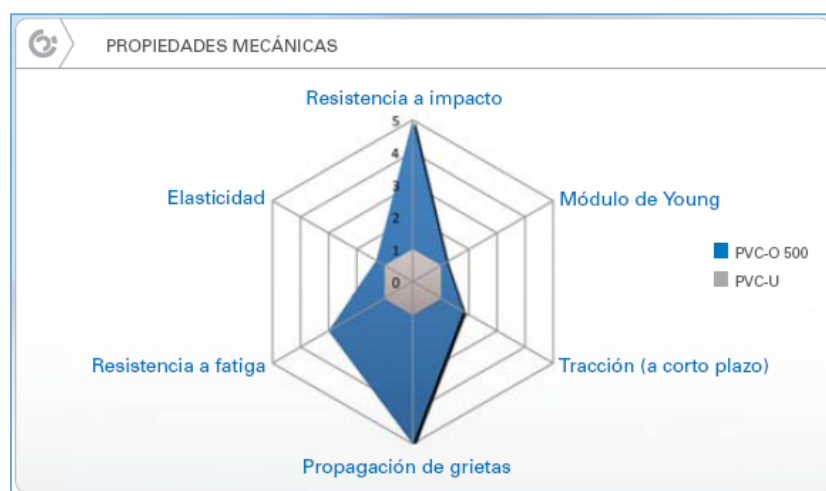 PROPIEDADES MECÁNICAS
Resistencia a impacto
5
4
3
2
1
0
Elasticidad
Módulo de Young
PVC-O 500
PVC-U
Resistencia a fatiga
Tracción (a corto plazo)
Propagación de grietas